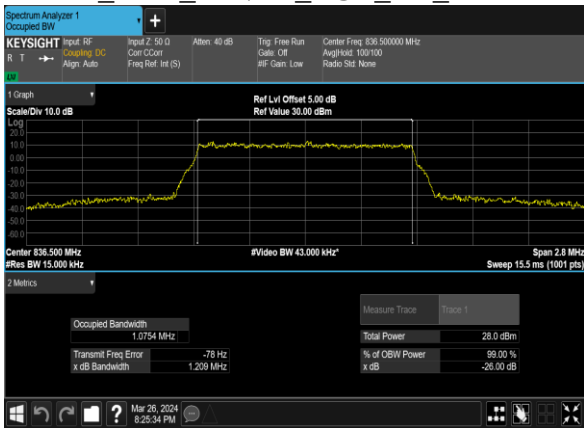 Spectrum Analyzer 1
Occupied BW
KEYSIGHT
R T
LV
Input: RF
Coupling: DC
Align: Auto
Input Z: 50 Ω
Corr CCorr
Freq Ref: Int (S)
Atten: 40 dB
Trig: Free Run
Gate: Off
#IF Gain: Low
Center Freq: 836.500000 MHz
Avg|Hold: 100/100
Radio Std: None
1 Graph
Scale/Div 10.0 dB
Ref Lvl Offset 5.00 dB
Ref Value 30.00 dBm
Log
20.0
10.0
0.00
-10.0
-20.0
-30.0
-40.0
-50.0
-60.0
Center 836.500 MHz
#Res BW 15.000 kHz
#Video BW 43.000 kHz*
Span 2.8 MHz
Sweep 15.5 ms (1001 pts)
2 Metrics
Measure Trace Trace 1
Occupied Bandwidth
1.0754 MHz
Total Power 28.0 dBm
Transmit Freq Error -78 Hz
% of OBW Power 99.00 %
x dB Bandwidth 1.209 MHz
x dB -26.00 dB
?
Mar 26, 2024
8:25:34 PM